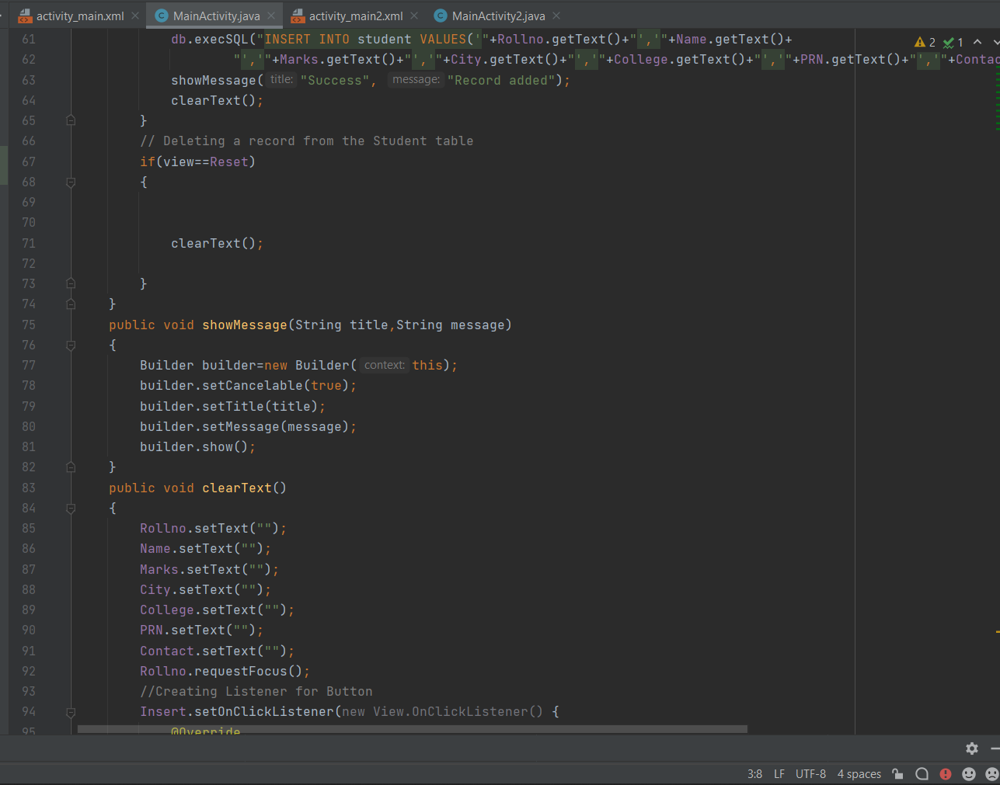 activity_main.xml MainActivity.java activity_main2.xml MainActivity2.java
61 db.execSQL("INSERT INTO student VALUES('"+Rollno.getText()+"','"+Name.getText()+ 2 1
62 "','"+Marks.getText()+"','"+City.getText()+"','"+College.getText()+"','"+PRN.getText()+"','"+Contac
63 showMessage( title: "Success", message: "Record added");
64 clearText();
65 }
66 // Deleting a record from the Student table
67 if(view==Reset)
68 {
69
70
71 clearText();
72
73 }
74 }
75 public void showMessage(String title,String message)
76 {
77 Builder builder=new Builder( context: this);
78 builder.setCancelable(true);
79 builder.setTitle(title);
80 builder.setMessage(message);
81 builder.show();
82 }
83 public void clearText()
84 {
85 Rollno.setText("");
86 Name.setText("");
87 Marks.setText("");
88 City.setText("");
89 College.setText("");
90 PRN.setText("");
91 Contact.setText("");
92 Rollno.requestFocus();
93 //Creating Listener for Button
94 Insert.setOnClickListener(new View.OnClickListener() {
95 @Override
3:8 LF UTF-8 4 spaces